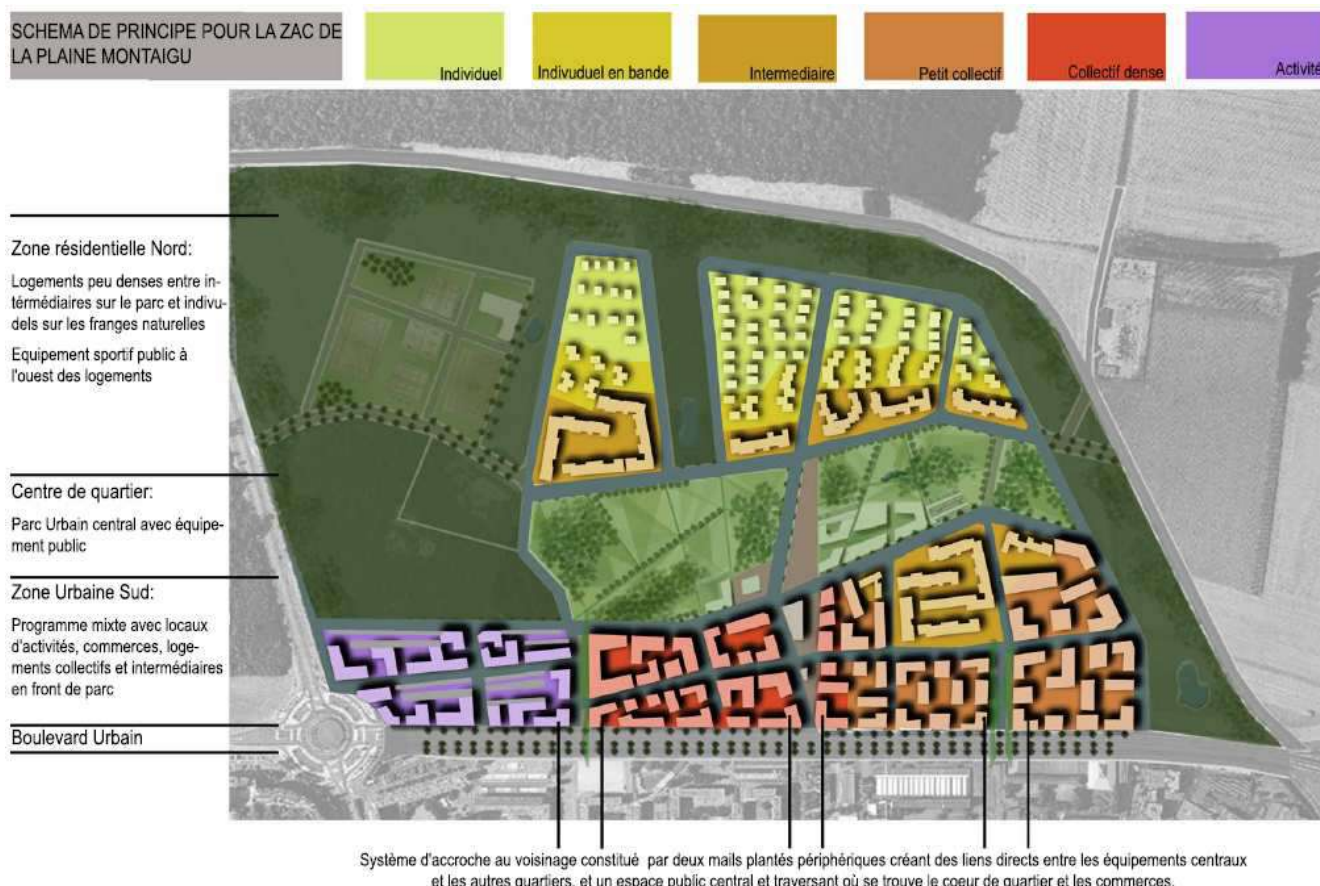 SCHEMA DE PRINCIPE POUR LA ZAC DE
LA PLAINE MONTAIGU
Individuel
Indivuduel en bande
Intermediaire
Petit collectif
Collectif dense
Activité
Zone résidentielle Nord:
Logements peu denses entre in-
térmédiaires sur le parc et indivu-
dels sur les franges naturelles
Equipement sportif public à
l'ouest des logements
Centre de quartier:
Parc Urbain central avec équipe-
ment public
Zone Urbaine Sud:
Programme mixte avec locaux
d'activités, commerces, loge-
ments collectifs et intermédiaires
en front de parc
Boulevard Urbain
Système d'accroche au voisinage constitué par deux mails plantés périphériques créant des liens directs entre les équipements centraux
et les autres quartiers, et un espace public central et traversant où se trouve le coeur de quartier et les commerces.